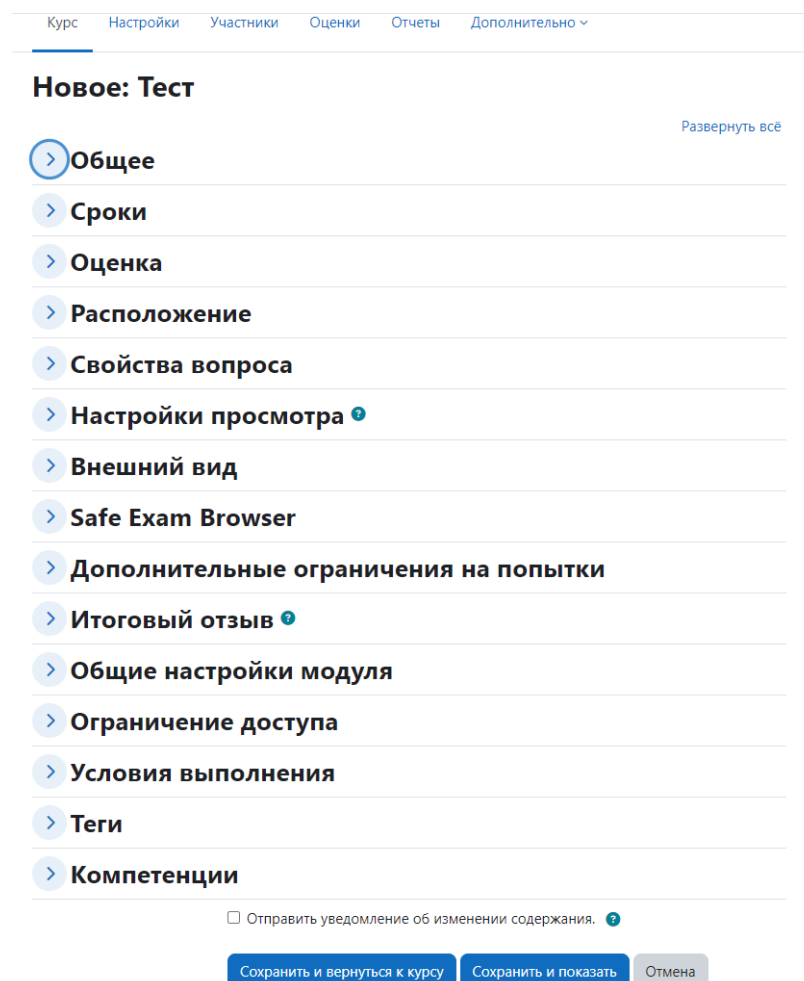 Курс Настройки Участники Оценки Отчеты Дополнительно
Новое: Тест
Развернуть всё
Общее
Сроки
Оценка
Расположение
Свойства вопроса
Настройки просмотра ?
Внешний вид
Safe Exam Browser
Дополнительные ограничения на попытки
Итоговый отзыв ?
Общие настройки модуля
Ограничение доступа
Условия выполнения
Теги
Компетенции
Отправить уведомление об изменении содержания. ?
Сохранить и вернуться к курсу Сохранить и показать Отмена